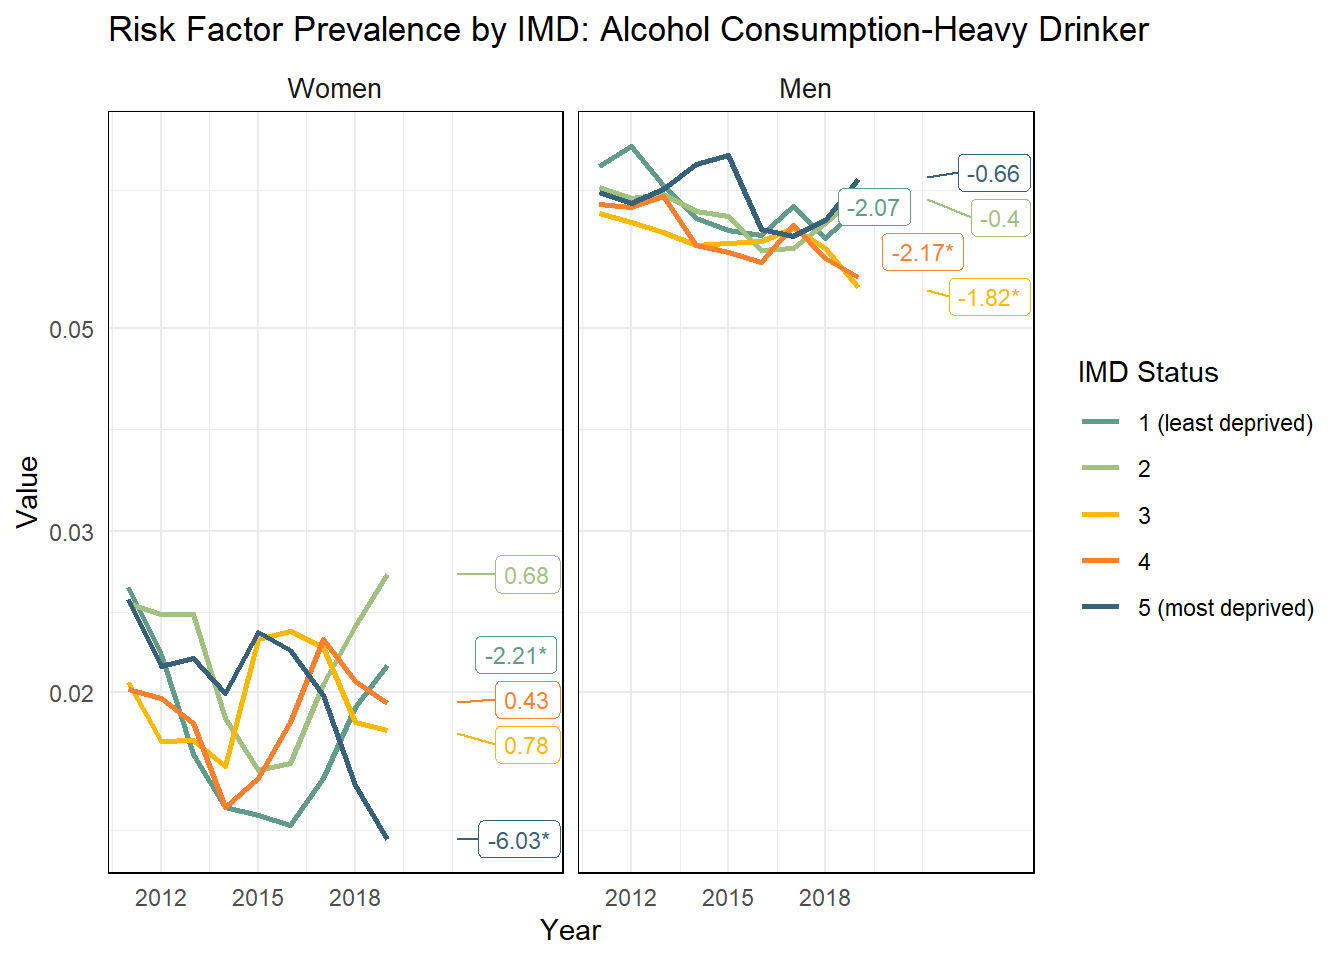 Risk Factor Prevalence by IMD: Alcohol Consumption-Heavy Drinker
Women
Men
Value
0.05
0.03
0.02
0.68
-2.21*
0.43
0.78
-6.03*
-0.66
-2.07
-0.4
-2.17*
-1.82*
2012
2015
2018
2012
2015
2018
Year
IMD Status
1 (least deprived)
2
3
4
5 (most deprived)